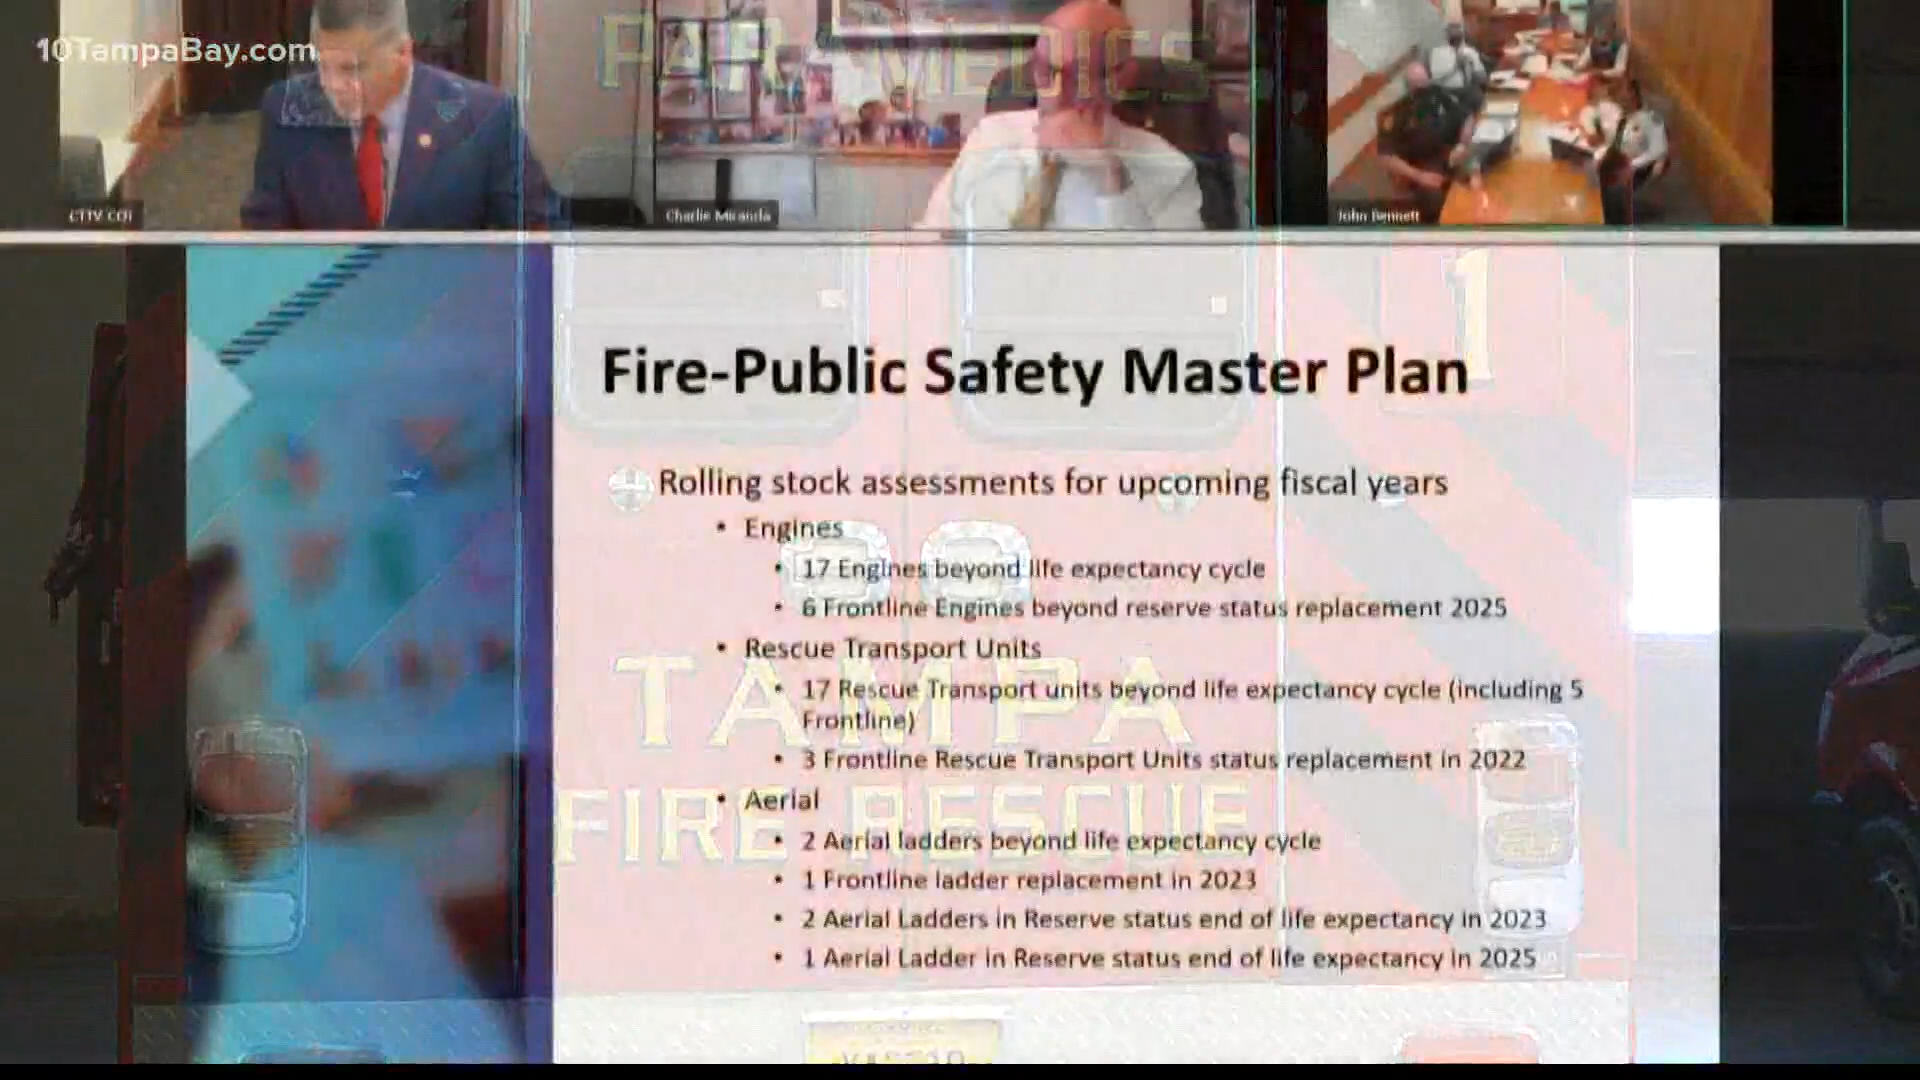 10TampaBay.com
PARAMEDICS
CTTV COT
Charlie Miranda
John Bennett
1
Fire-Public Safety Master Plan
Rolling stock assessments for upcoming fiscal years
• Engines
• 17 Engines beyond life expectancy cycle
• 6 Frontline Engines beyond reserve status replacement 2025
• Rescue Transport Units
• 17 Rescue Transport units beyond life expectancy cycle (including 5
Frontline)
• 3 Frontline Rescue Transport Units status replacement in 2022
TAMPA
• Aerial
FIRE RESCUE
• 2 Aerial ladders beyond life expectancy cycle
• 1 Frontline ladder replacement in 2023
• 2 Aerial Ladders in Reserve status end of life expectancy in 2023
• 1 Aerial Ladder in Reserve status end of life expectancy in 2025